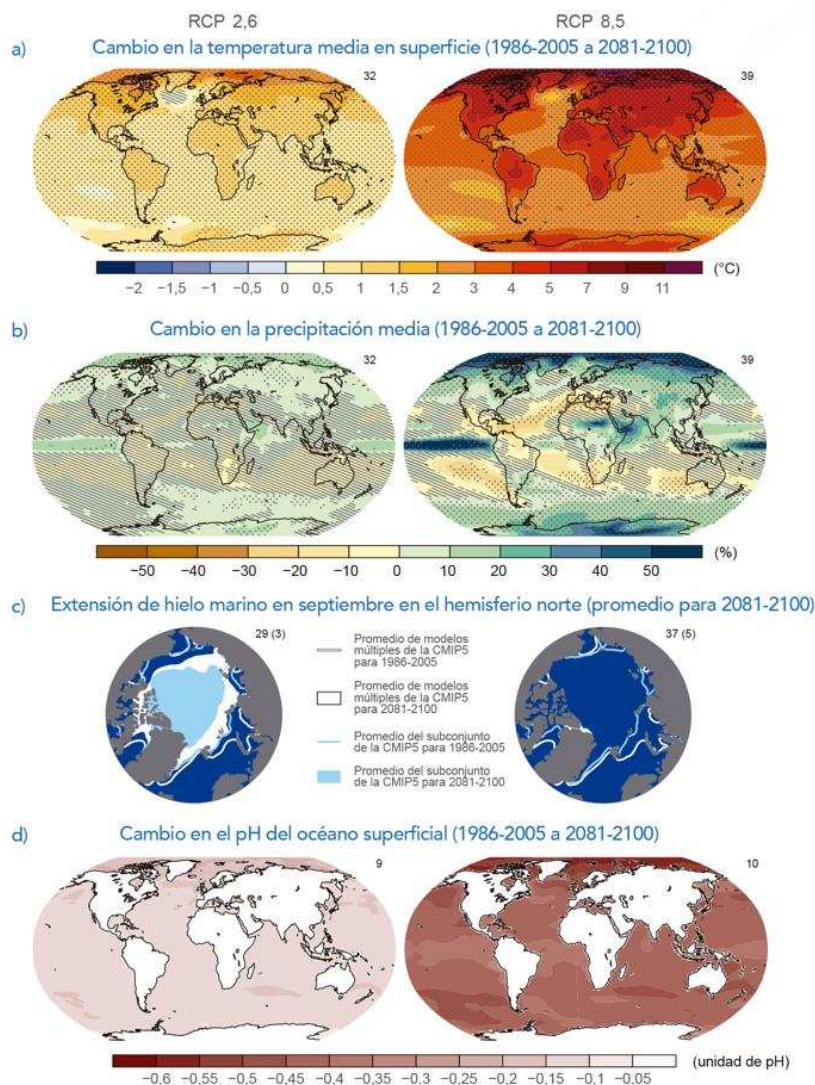 RCP 2,6
RCP 8,5
a) Cambio en la temperatura media en superficie (1986-2005 a 2081-2100)
32
39
−2 −1,5 −1 −0,5 0 0,5 1 1,5 2 3 4 5 7 9 11 (°C)
b) Cambio en la precipitación media (1986-2005 a 2081-2100)
32
39
−50 −40 −30 −20 −10 0 10 20 30 40 50 (%)
c) Extensión de hielo marino en septiembre en el hemisferio norte (promedio para 2081-2100)
29 (3)
37 (5)
Promedio de modelos
múltiples de la CMIP5
para 1986-2005
Promedio de modelos
múltiples de la CMIP5
para 2081-2100
Promedio del subconjunto
de la CMIP5 para 1986-2005
Promedio del subconjunto
de la CMIP5 para 2081-2100
d) Cambio en el pH del océano superficial (1986-2005 a 2081-2100)
9
10
−0,6 −0,55 −0,5 −0,45 −0,4 −0,35 −0,3 −0,25 −0,2 −0,15 −0,1 −0,05 (unidad de pH)